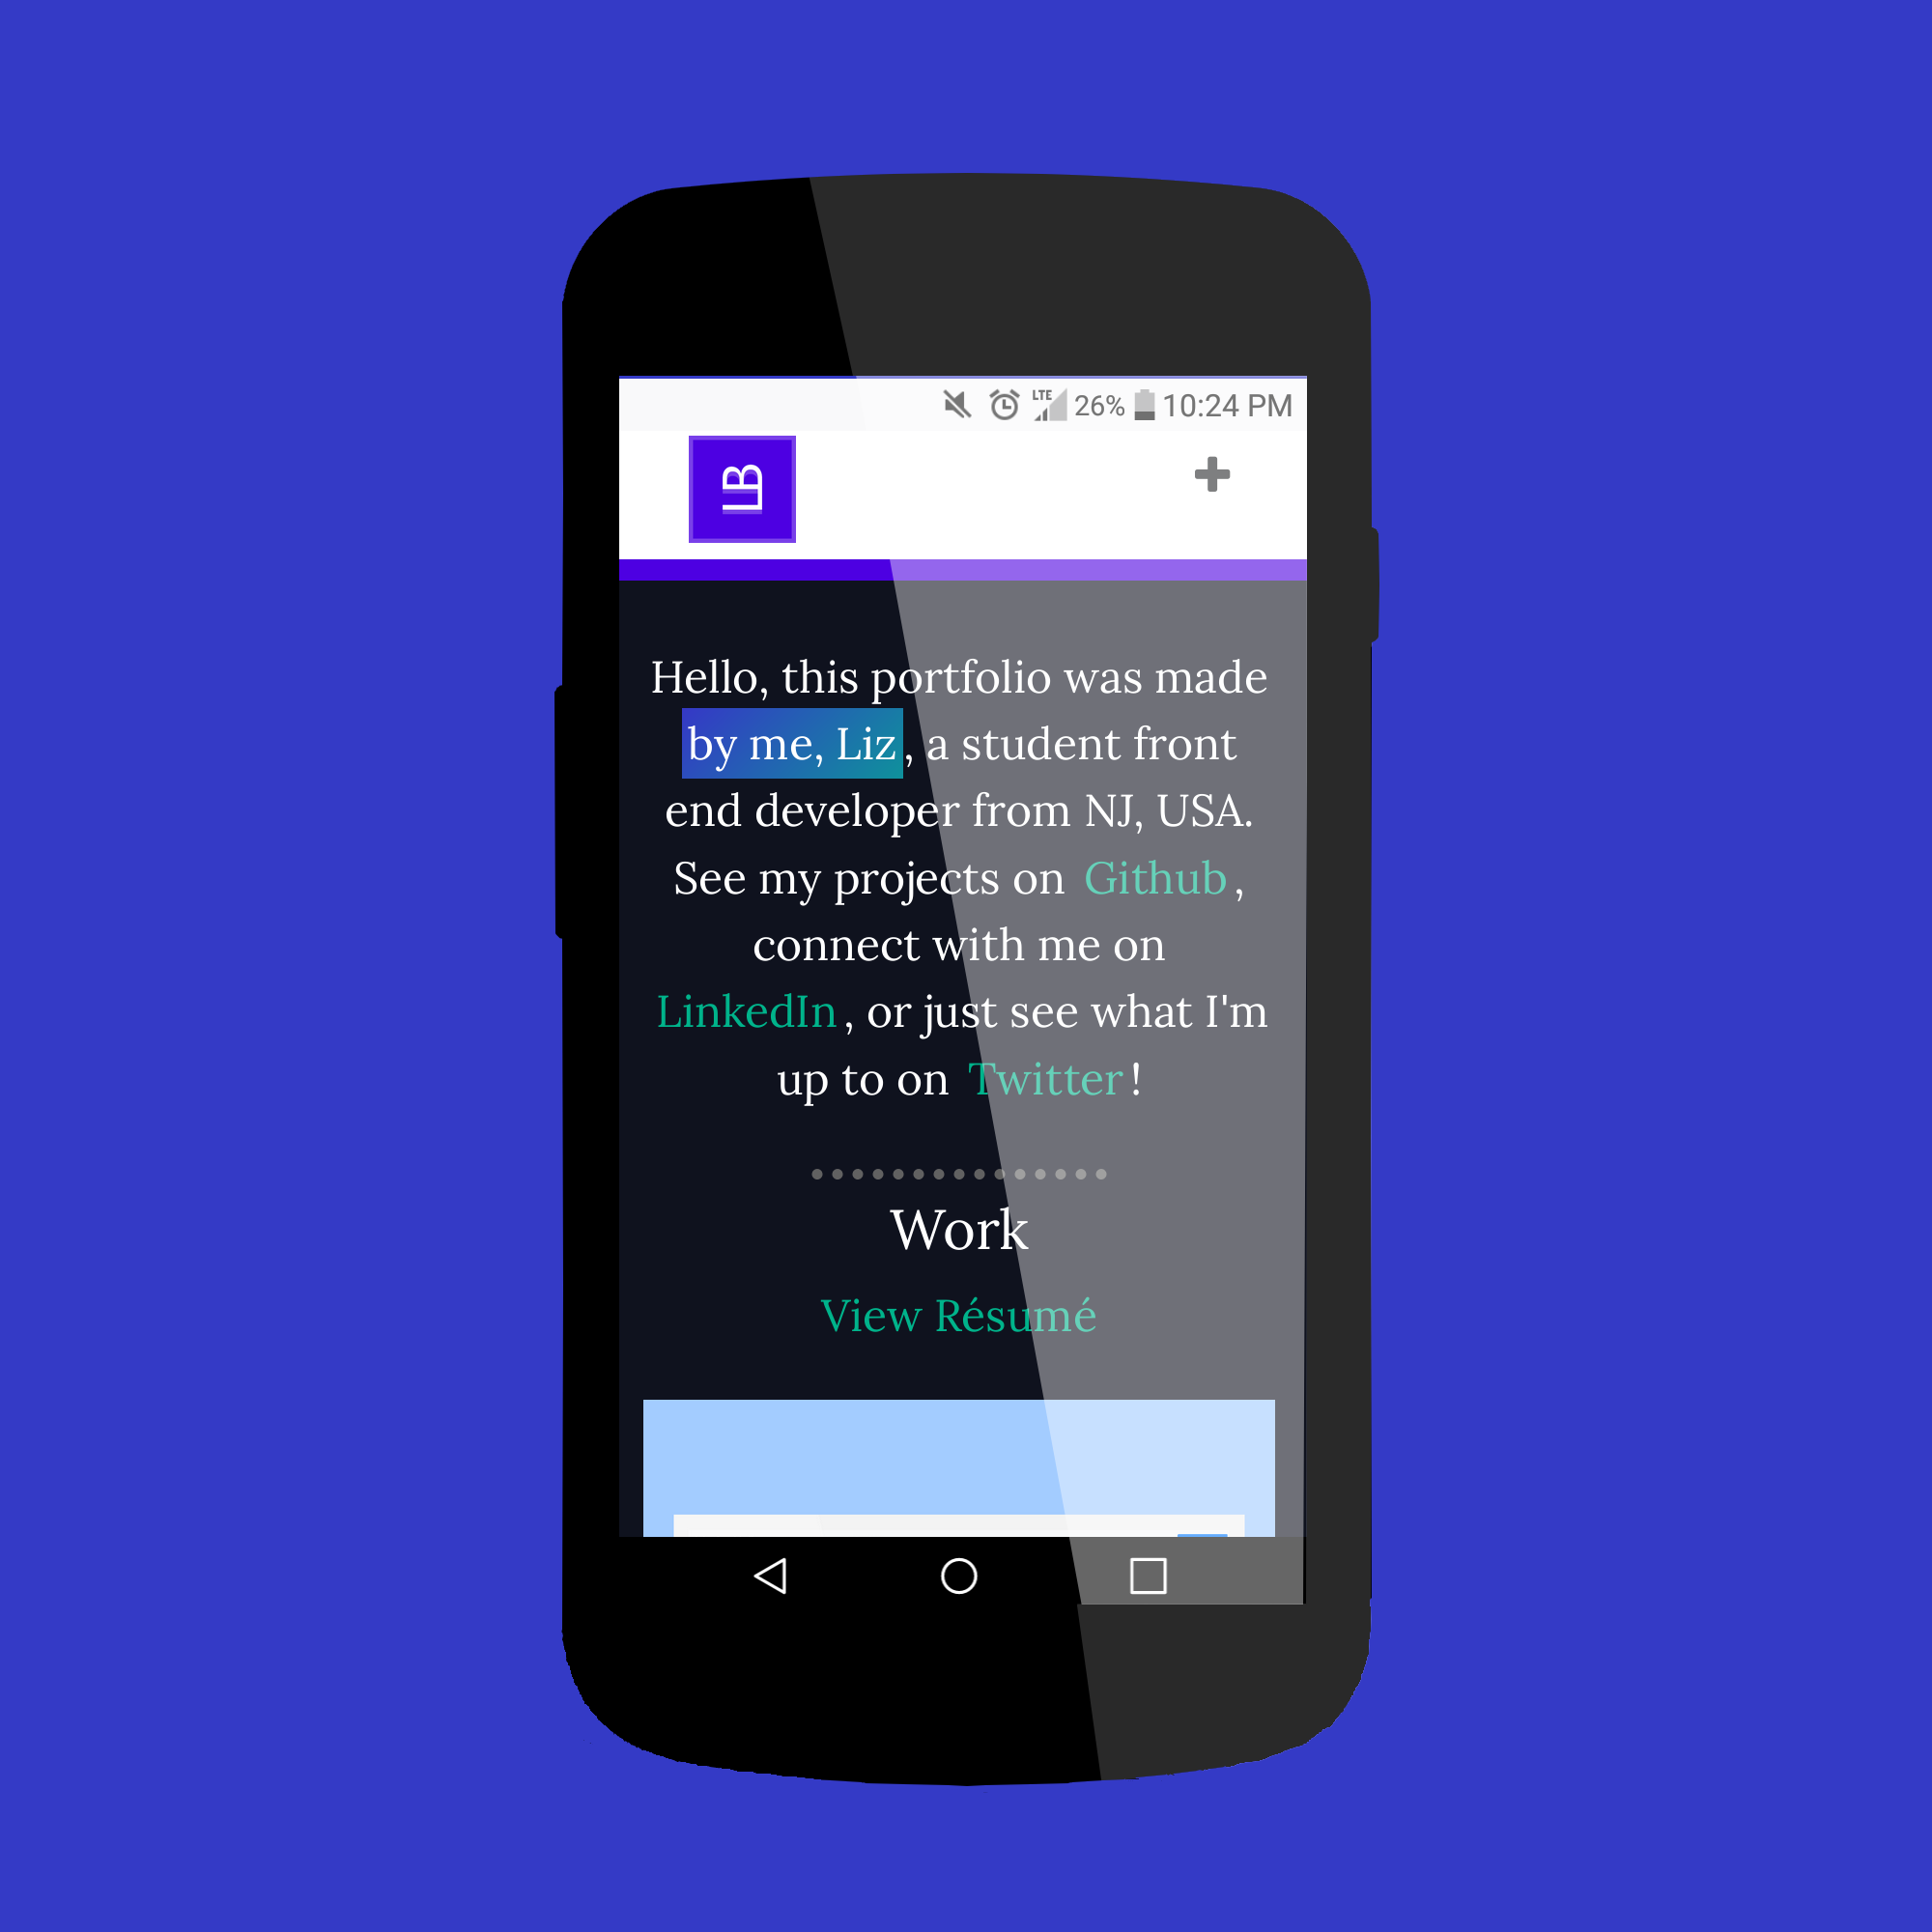 LTE 26% 10:24 PM
LB
Hello, this portfolio was made
by me, Liz, a student front
end developer from NJ, USA.
See my projects on Github,
connect with me on
LinkedIn, or just see what I'm
up to on Twitter!
Work
View Résumé